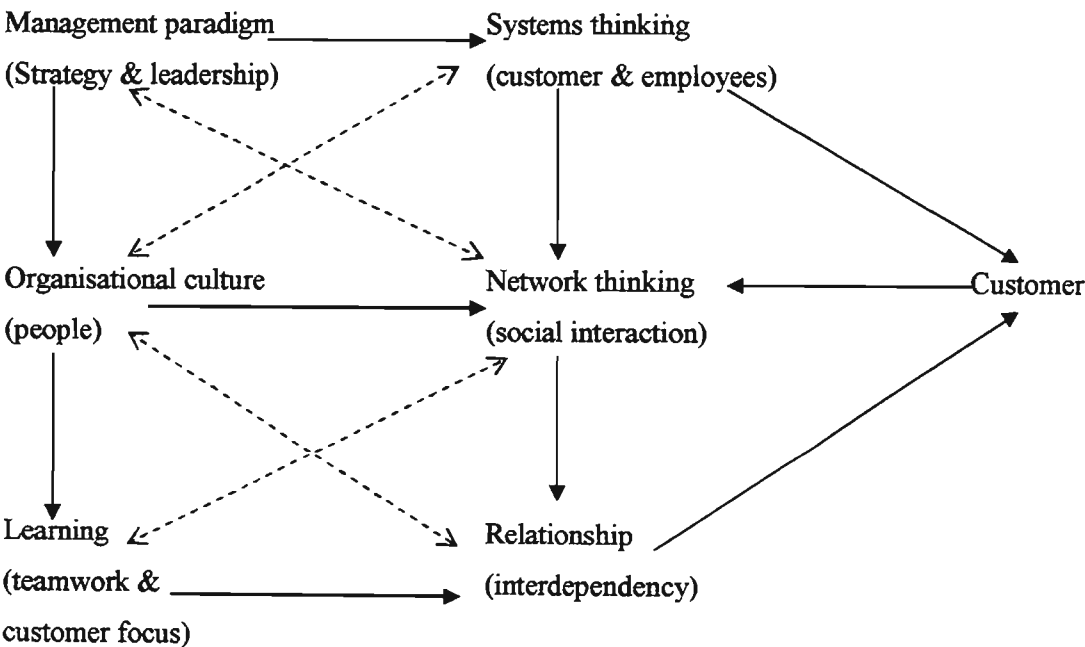 Management paradigm
(Strategy & leadership)
Systems thinking
(customer & employees)
Organisational culture
(people)
Network thinking
(social interaction)
Customer
Learning
(teamwork &
customer focus)
Relationship
(interdependency)